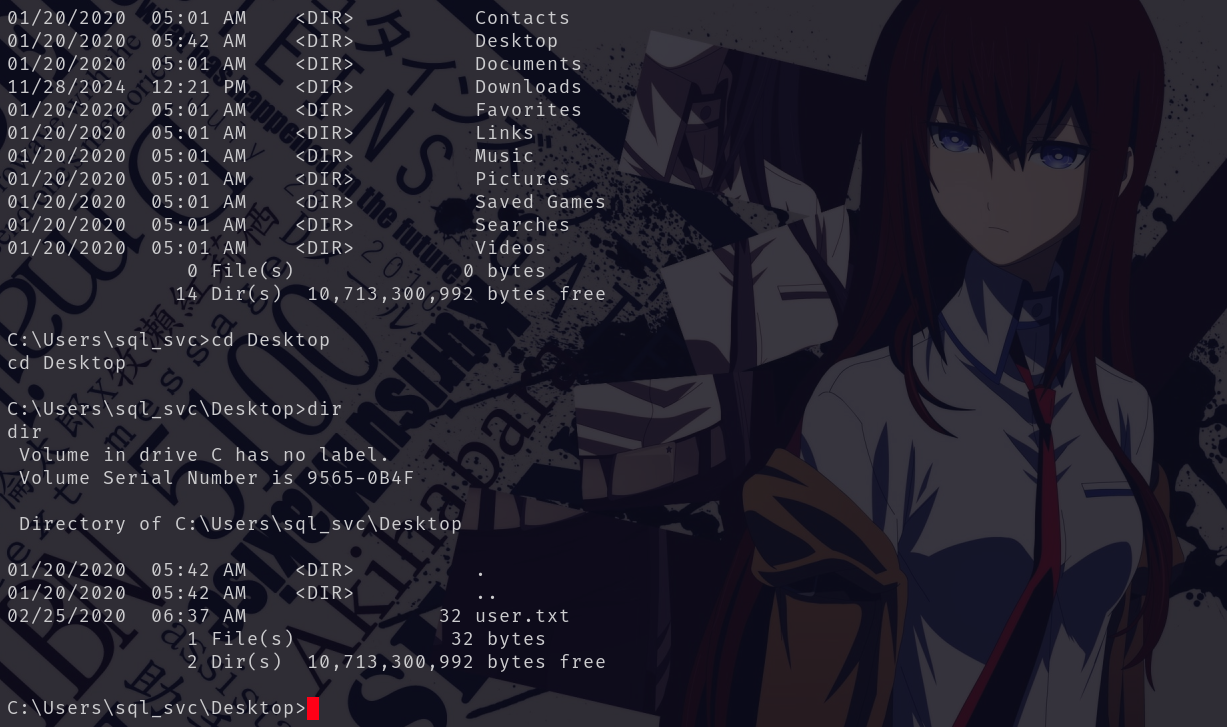 01/20/2020  05:01 AM    <DIR>          Contacts
01/20/2020  05:42 AM    <DIR>          Desktop
01/20/2020  05:01 AM    <DIR>          Documents
11/28/2024  12:21 PM    <DIR>          Downloads
01/20/2020  05:01 AM    <DIR>          Favorites
01/20/2020  05:01 AM    <DIR>          Links
01/20/2020  05:01 AM    <DIR>          Music
01/20/2020  05:01 AM    <DIR>          Pictures
01/20/2020  05:01 AM    <DIR>          Saved Games
01/20/2020  05:01 AM    <DIR>          Searches
01/20/2020  05:01 AM    <DIR>          Videos
               0 File(s)              0 bytes
              14 Dir(s)  10,713,300,992 bytes free
C:\Users\sql_svc>cd Desktop
cd Desktop
C:\Users\sql_svc\Desktop>dir
dir
 Volume in drive C has no label.
 Volume Serial Number is 9565-0B4F
 Directory of C:\Users\sql_svc\Desktop
01/20/2020  05:42 AM    <DIR>          .
01/20/2020  05:42 AM    <DIR>          ..
02/25/2020  06:37 AM                32 user.txt
               1 File(s)             32 bytes
               2 Dir(s)  10,713,300,992 bytes free
C:\Users\sql_svc\Desktop>
IBN 5100
Akihabara